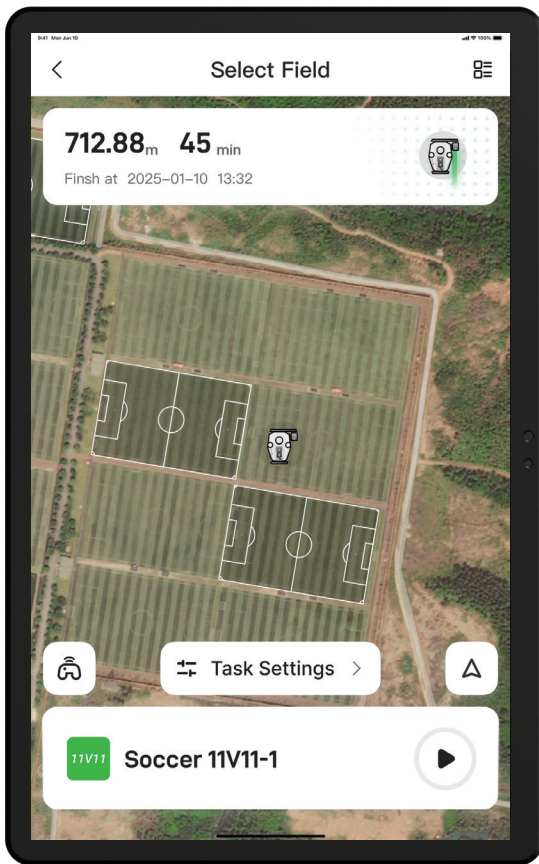 9:41 Mon Jun 10
100%
Select Field
712.88m 45 min
Finsh at 2025-01-10 13:32
Task Settings
11V11
Soccer 11V11-1